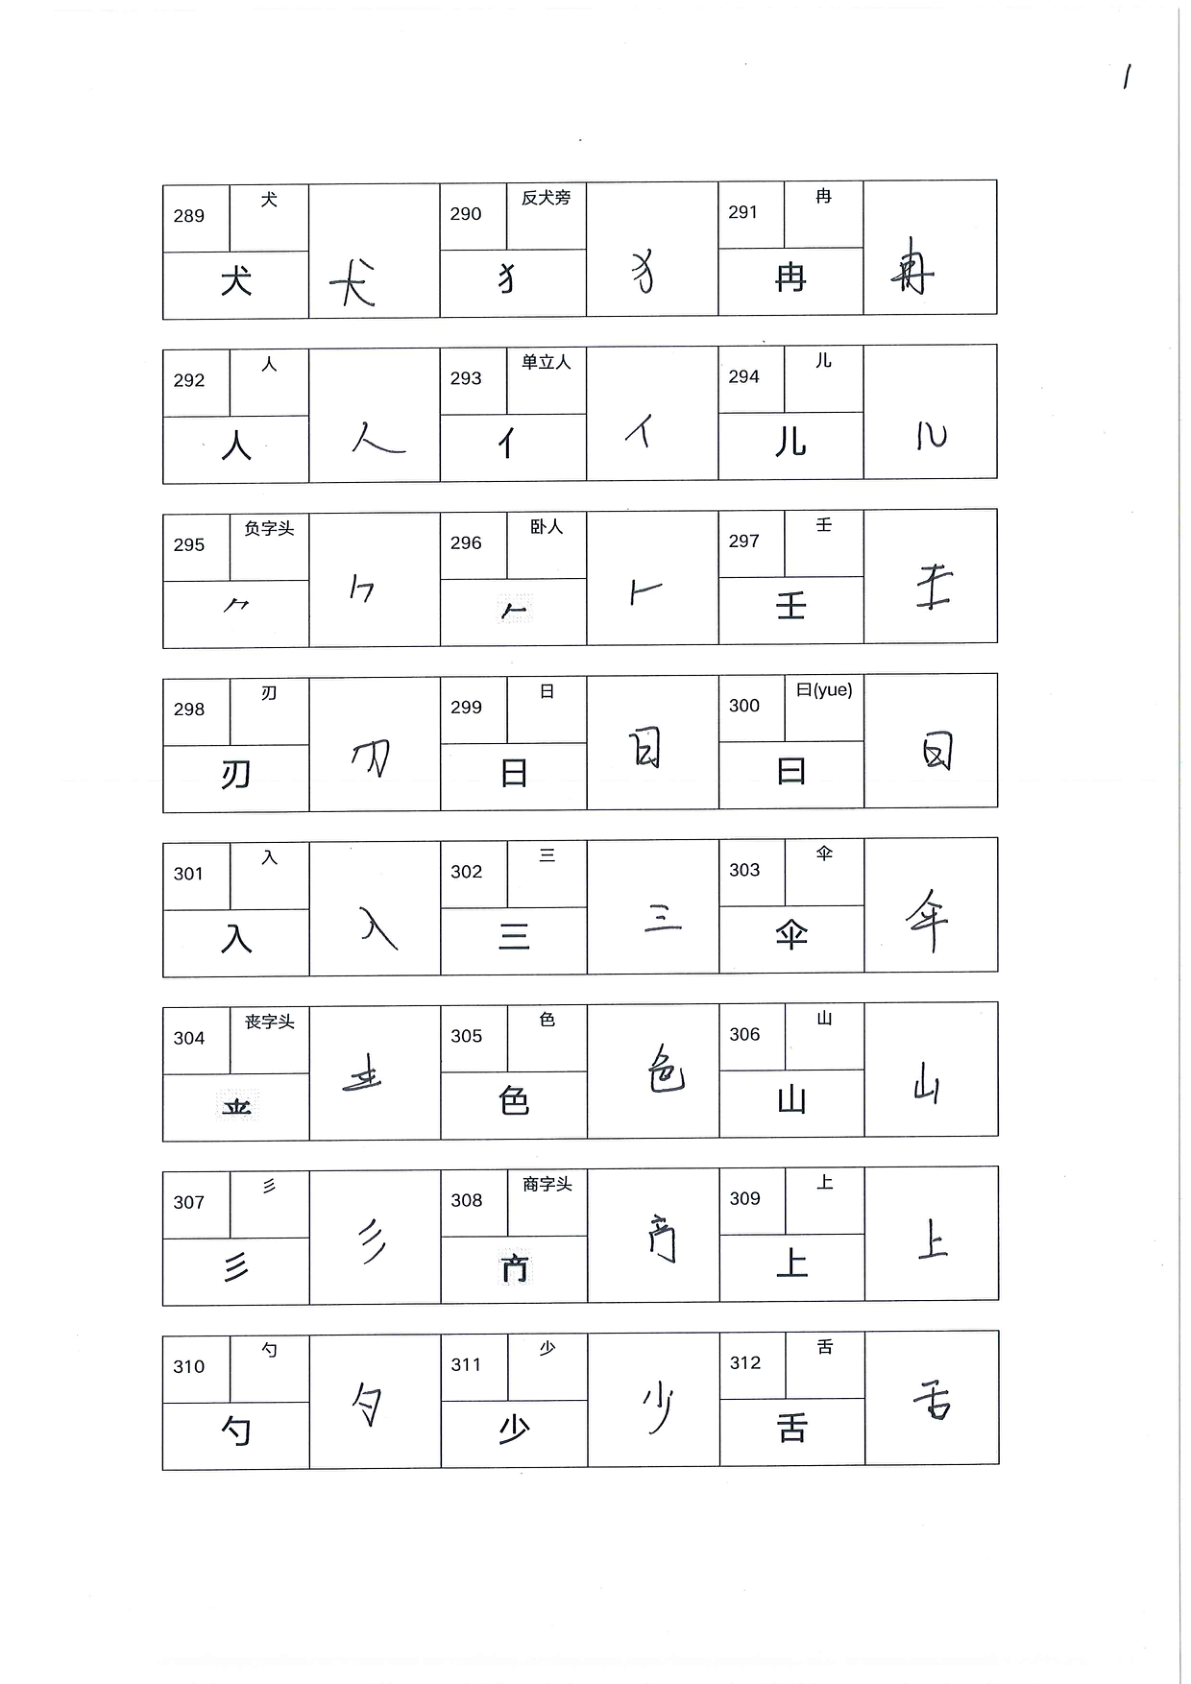 1
289 犬 犬 290 反犬旁 犭 犭 291 冉 冉 冉
犬
292 人 人 人 293 单立人 亻 亻 294 儿 儿 儿
295 负字头 ⺈ ⺈ 296 卧人 𠂉 𠂉 297 壬 壬 壬
298 刃 刃 刃 299 日 日 日 300 曰(yue) 曰 曰
301 入 入 入 302 三 三 三 303 伞 伞 伞
304 丧字头 305 色 色 色 306 山 山 山
307 彡 彡 彡 308 商字头 309 上 上 上
310 勺 勺 勺 311 少 少 少 312 舌 舌 舌